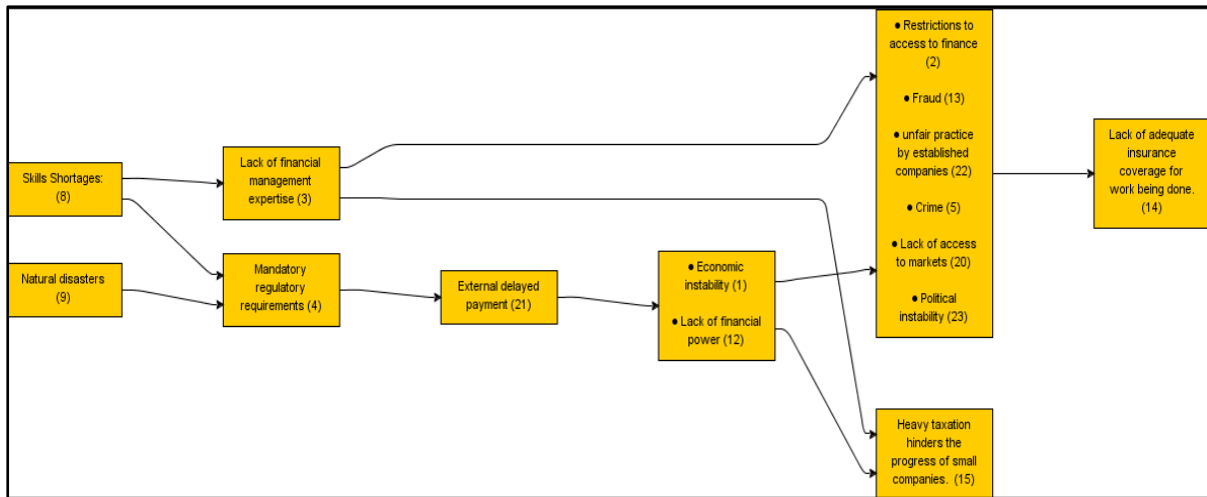 Skills Shortages:
(8)
Natural disasters
(9)
Lack of financial
management
expertise (3)
Mandatory
regulatory
requirements (4)
External delayed
payment (21)
● Economic
instability (1)
● Lack of financial
power (12)
● Restrictions to
access to finance
(2)
● Fraud (13)
● unfair practice
by established
companies (22)
● Crime (5)
● Lack of access
to markets (20)
● Political
instability (23)
Heavy taxation
hinders the
progress of small
companies. (15)
Lack of adequate
insurance
coverage for
work being done.
(14)